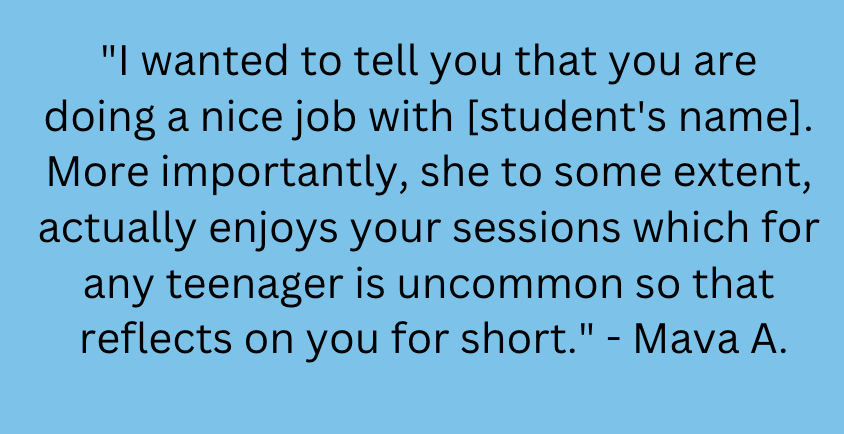 "I wanted to tell you that you are
doing a nice job with [student's name].
More importantly, she to some extent,
actually enjoys your sessions which for
any teenager is uncommon so that
reflects on you for short." - Mava A.